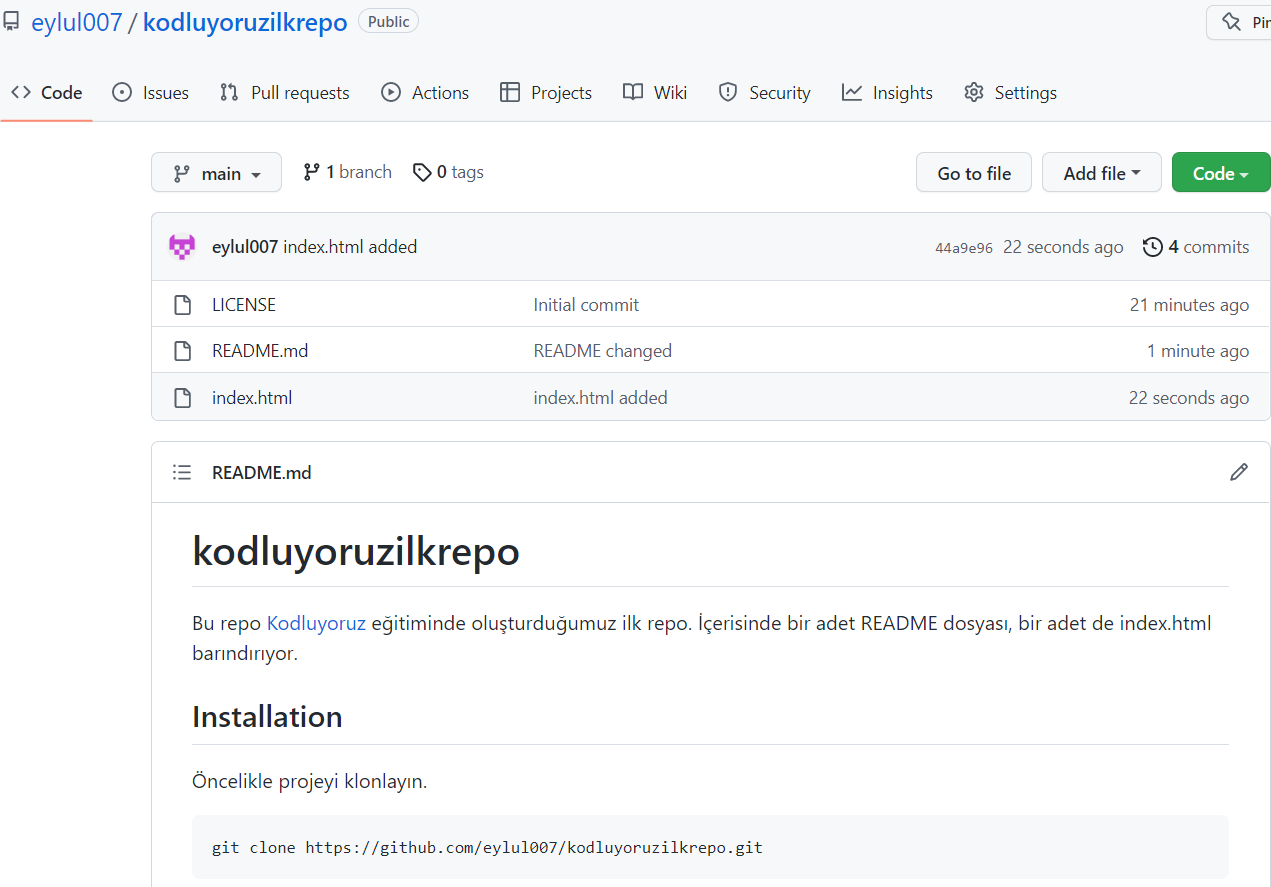 eylul007 / kodluyoruzilkrepo Public
Code Issues Pull requests Actions Projects Wiki Security Insights Settings
main 1 branch 0 tags Go to file Add file Code
eylul007 index.html added 44a9e96 22 seconds ago 4 commits
LICENSE Initial commit 21 minutes ago
README.md README changed 1 minute ago
index.html index.html added 22 seconds ago
README.md
kodluyoruzilkrepo
Bu repo Kodluyoruz eğitiminde oluşturduğumuz ilk repo. İçerisinde bir adet README dosyası, bir adet de index.html
barındırıyor.
Installation
Öncelikle projeyi klonlayın.
git clone https://github.com/eylul007/kodluyoruzilkrepo.git